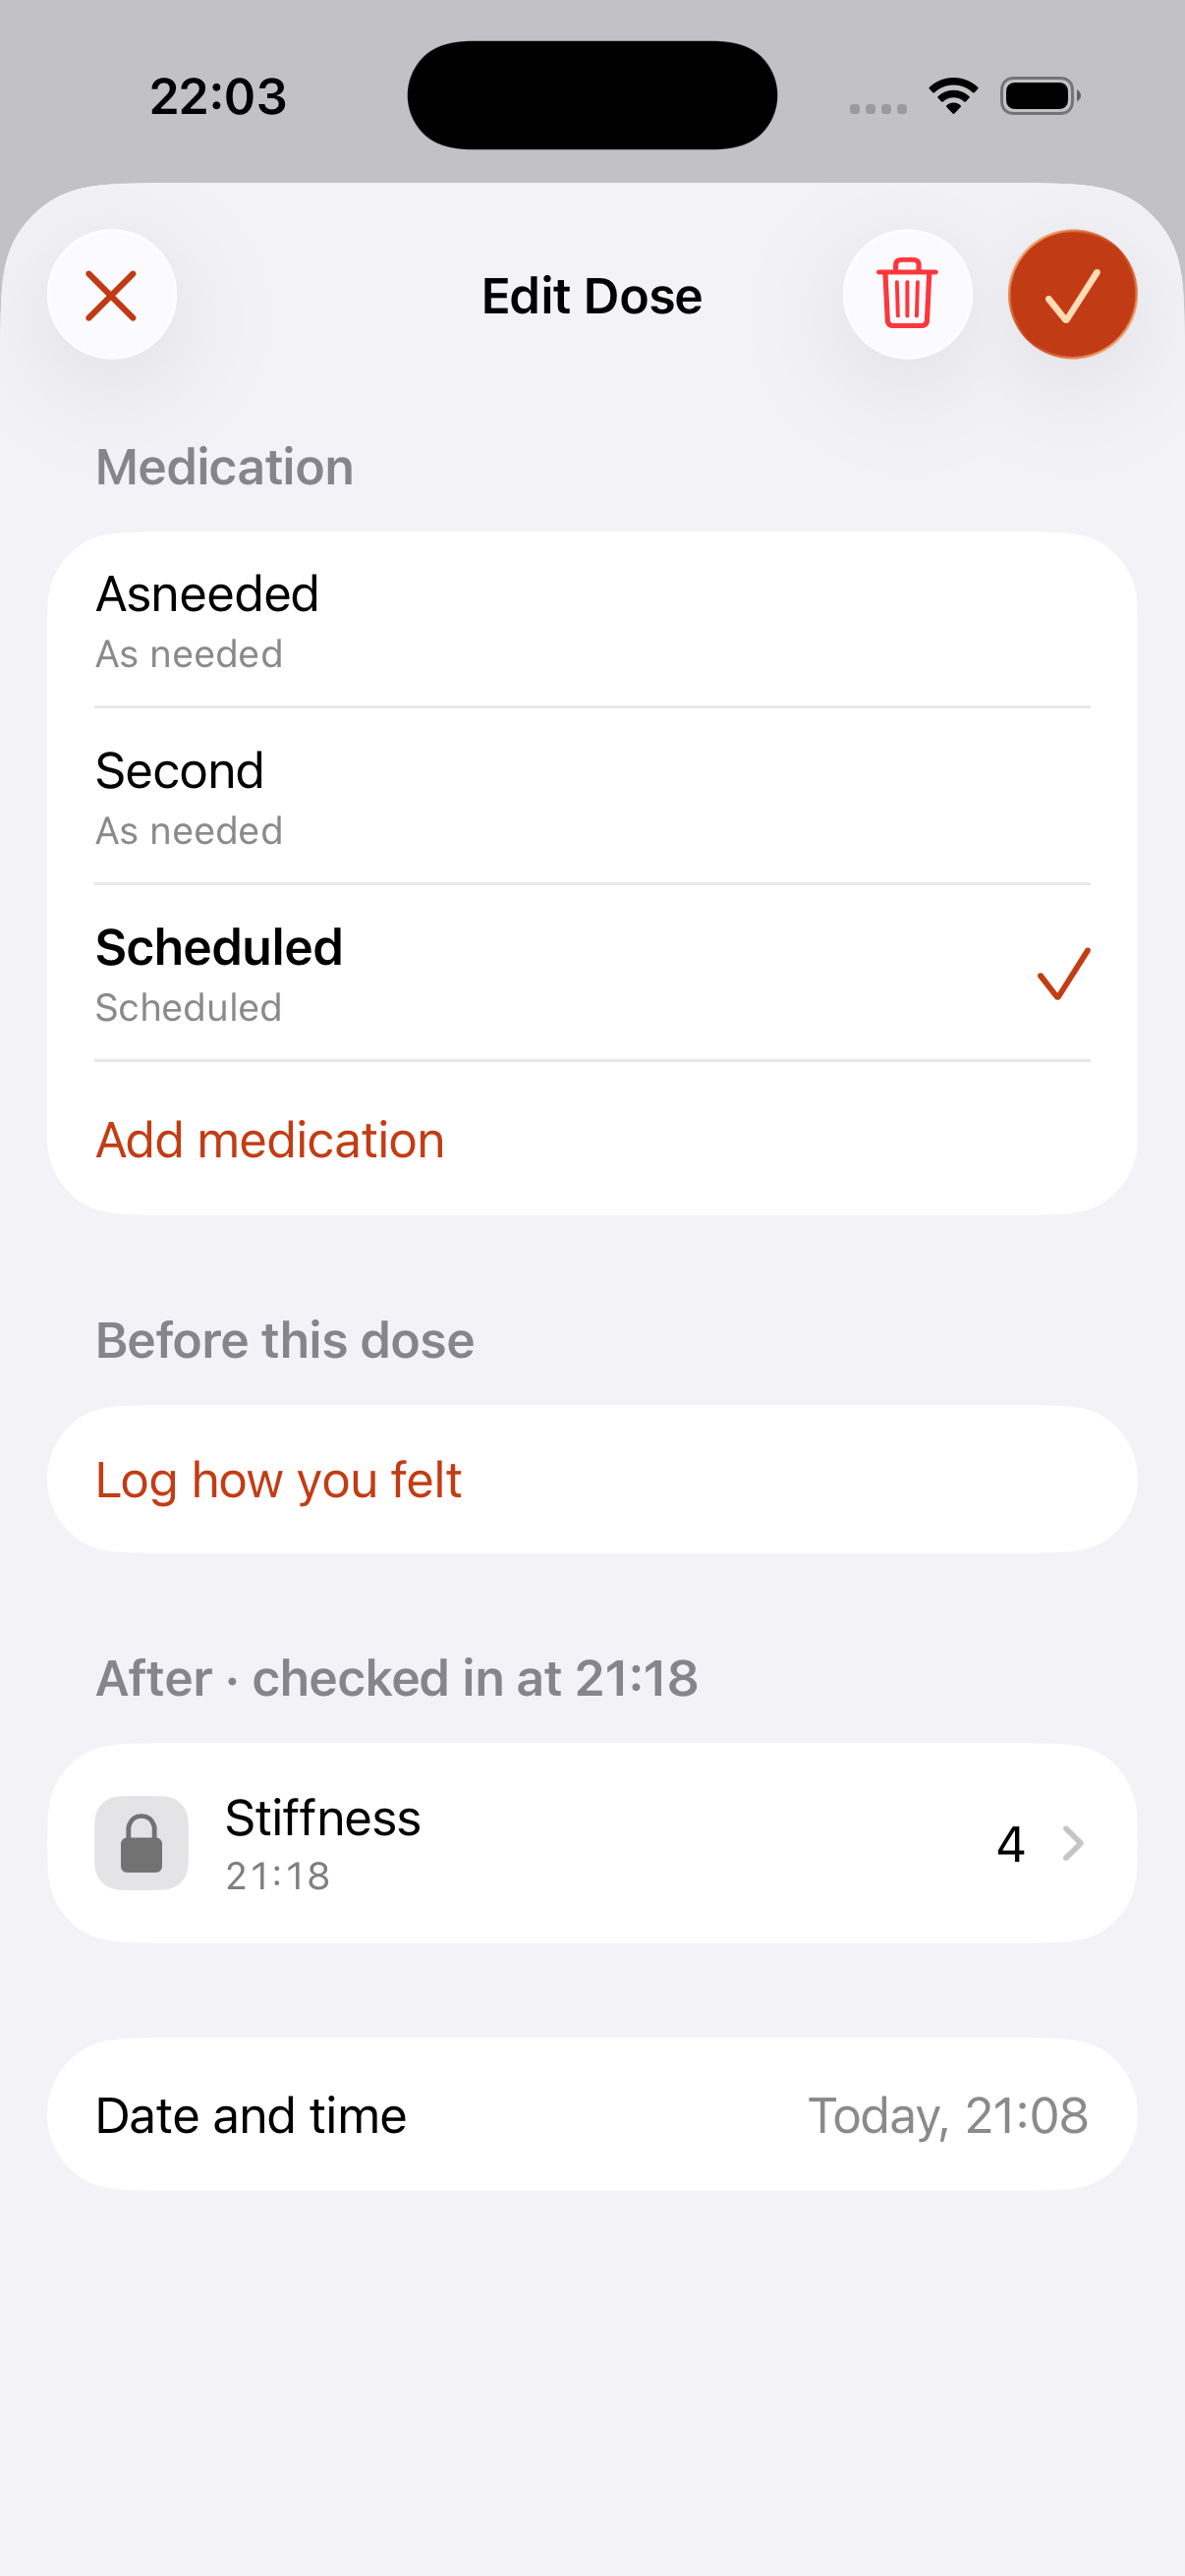 22:03
Edit Dose
Medication
Asneeded
As needed
Second
As needed
Scheduled
Scheduled
Add medication
Before this dose
Log how you felt
After · checked in at 21:18
Stiffness
21:18
4
Date and time
Today, 21:08